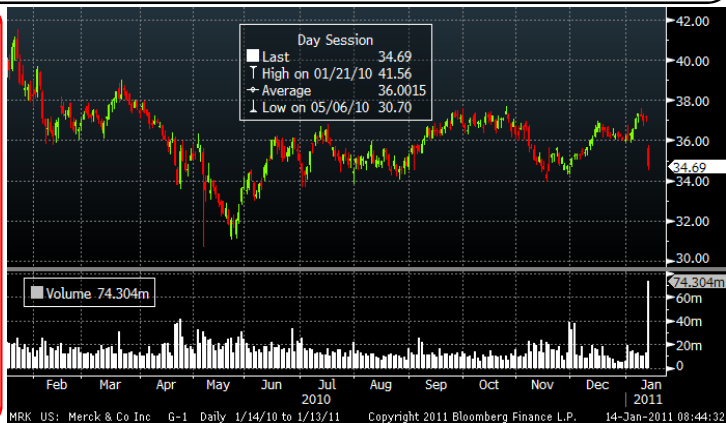 42.00
Day Session
Last 34.69
High on 01/21/10 41.56
Average 36.0015
Low on 05/06/10 30.70
40.00
38.00
36.00
34.69
34.00
32.00
30.00
Volume 74.304m
74.304m
60m
40m
20m
0
Feb Mar Apr May Jun Jul Aug Sep Oct Nov Dec Jan
2010 2011
MRK US: Merck & Co Inc G-1 Daily 1/14/10 to 1/13/11 Copyright 2011 Bloomberg Finance L.P. 14-Jan-2011 08:44:32